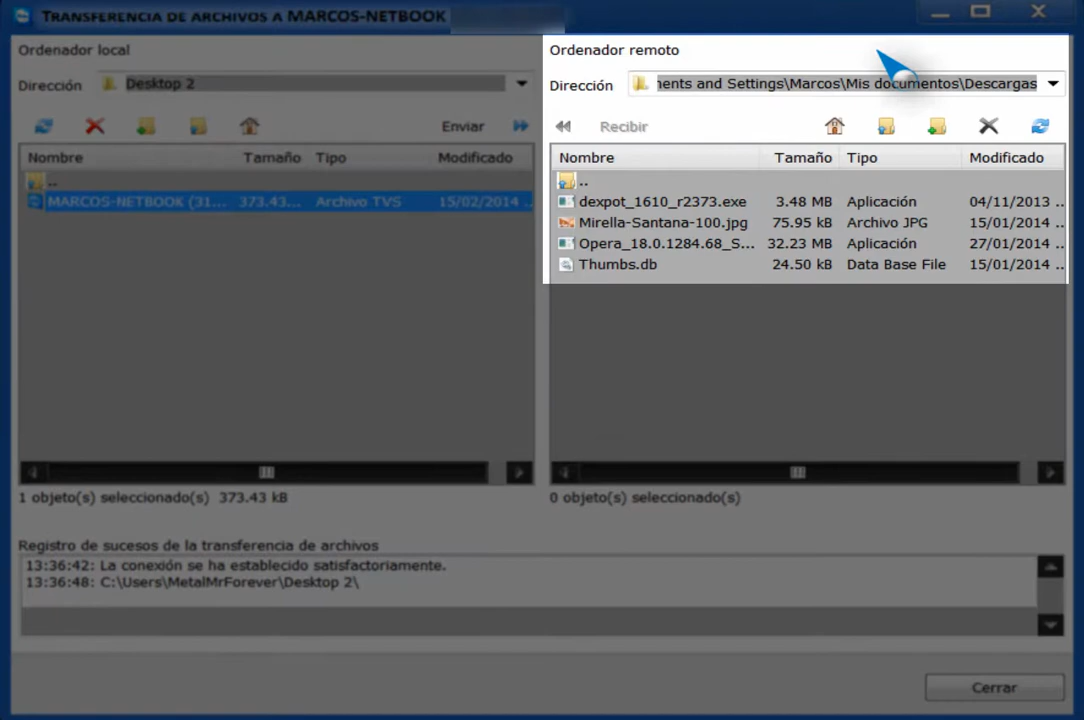 TRANSFERENCIA DE ARCHIVOS A MARCOS-NETBOOK
Ordenador local
Dirección Desktop 2
Enviar
Nombre Tamaño Tipo Modificado
..
MARCOS-NETBOOK (31... 373.43... Archivo TVS 15/02/2014 ..
1 objeto(s) seleccionado(s) 373.43 kB
Ordenador remoto
Dirección nents and Settings\Marcos\Mis documentos\Descargas
Recibir
Nombre Tamaño Tipo Modificado
..
dexpot_1610_r2373.exe 3.48 MB Aplicación 04/11/2013 ..
Mirella-Santana-100.jpg 75.95 kB Archivo JPG 15/01/2014 ..
Opera_18.0.1284.68_S... 32.23 MB Aplicación 27/01/2014 ..
Thumbs.db 24.50 kB Data Base File 15/01/2014 ..
0 objeto(s) seleccionado(s)
Registro de sucesos de la transferencia de archivos
13:36:42: La conexión se ha establecido satisfactoriamente.
13:36:48: C:\Users\MetalMrForever\Desktop 2\
Cerrar